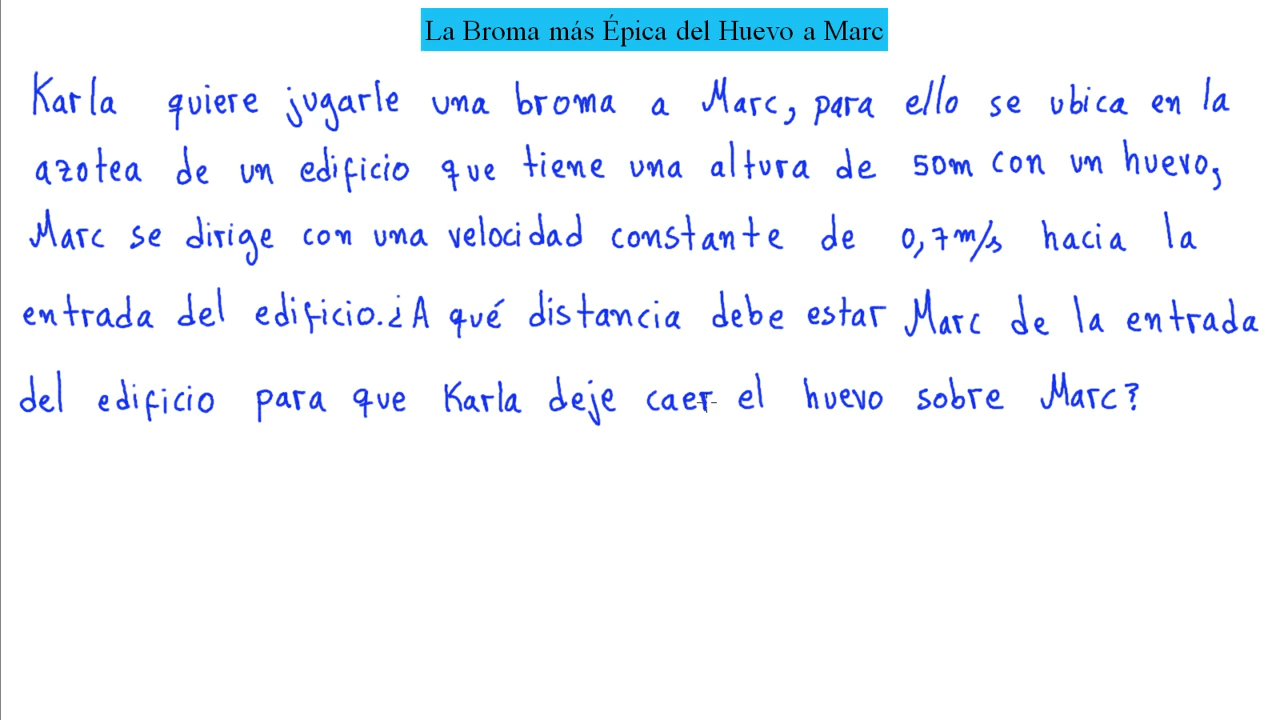 La Broma más Épica del Huevo a Marc
Karla quiere jugarle una broma a Marc, para ello se ubica en la
azotea de un edificio que tiene una altura de 50m con un huevo,
Marc se dirige con una velocidad constante de 0,7m/s hacia la
entrada del edificio. ¿A qué distancia debe estar Marc de la entrada
del edificio para que Karla deje caer el huevo sobre Marc?